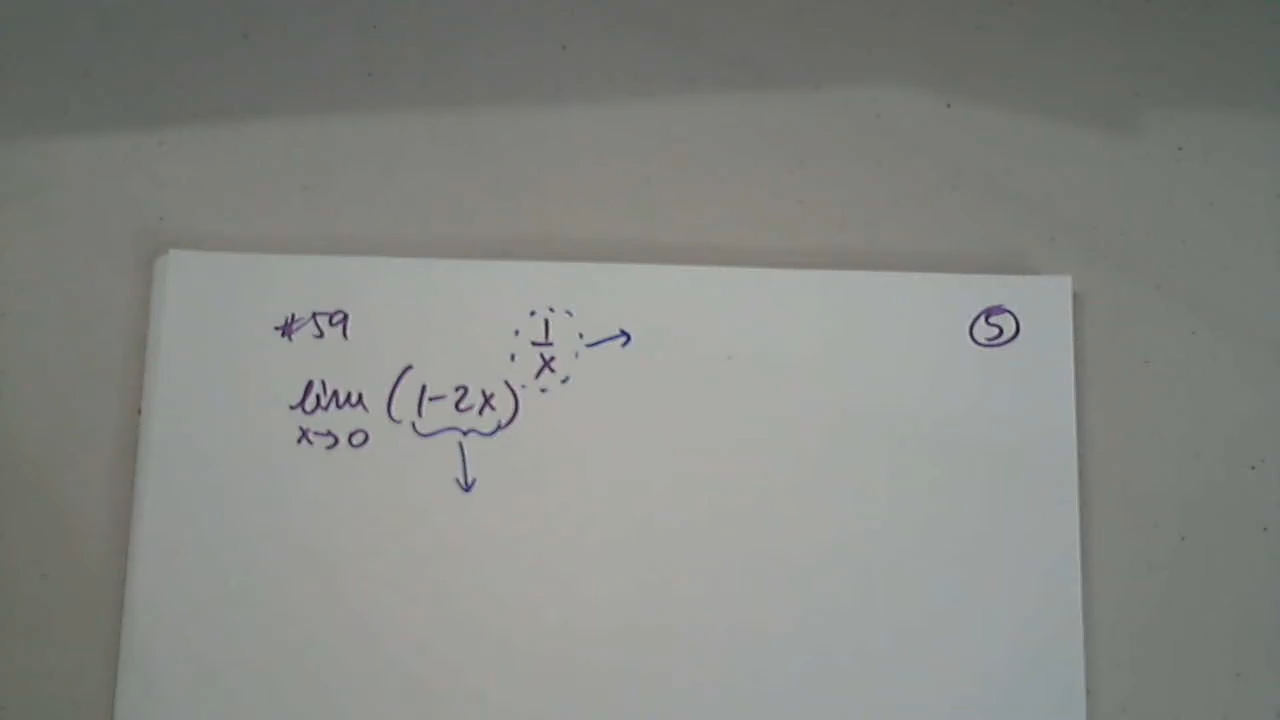 #59 ⑤
lim (1-2x)^(1/x) →
x→0
↓